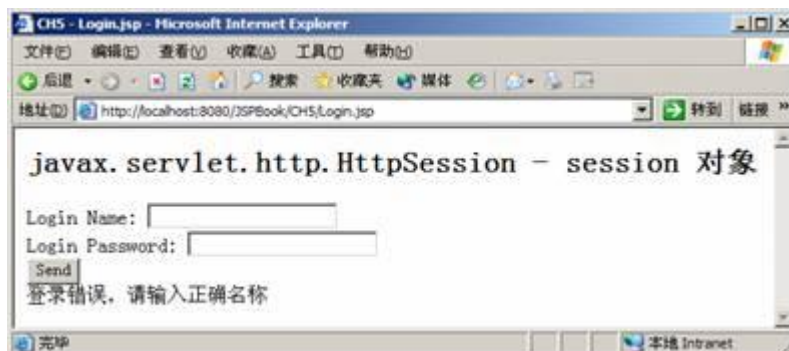 CH5 - Login.jsp - Microsoft Internet Explorer
文件(F) 编辑(E) 查看(V) 收藏(A) 工具(T) 帮助(H)
后退 搜索 收藏夹 媒体
地址(D) http://localhost:8080/JSPBook/CH5/Login.jsp 转到 链接 »
javax.servlet.http.HttpSession - session 对象
Login Name:
Login Password:
Send
登录错误，请输入正确名称
完毕 本地 Intranet